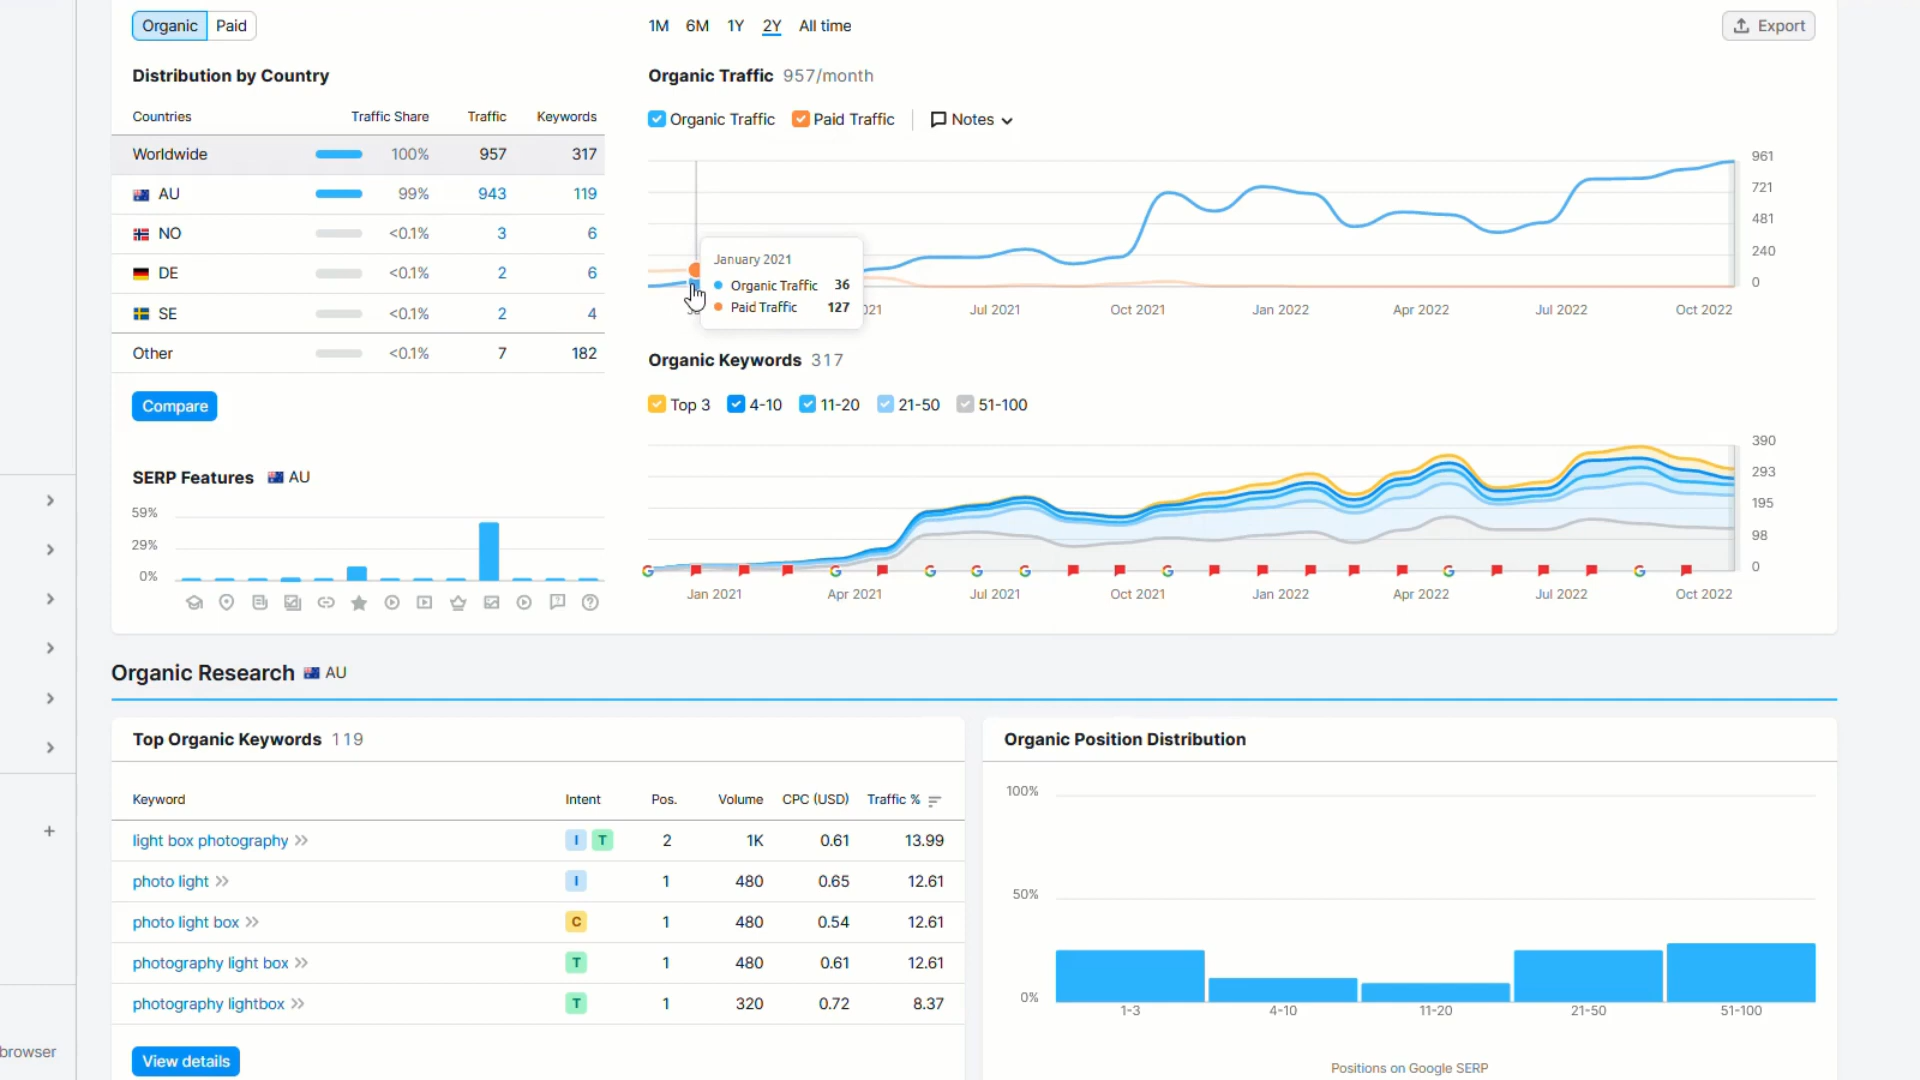 Organic Paid
1M 6M 1Y 2Y All time
Export
Distribution by Country
Countries Traffic Share Traffic Keywords
Worldwide 100% 957 317
AU 99% 943 119
NO <0.1% 3 6
DE <0.1% 2 6
SE <0.1% 2 4
Other <0.1% 7 182
Compare
Organic Traffic 957/month
Organic Traffic Paid Traffic Notes
961
721
481
240
0
January 2021
Organic Traffic 36
Paid Traffic 127
Jul 2021 Oct 2021 Jan 2022 Apr 2022 Jul 2022 Oct 2022
Organic Keywords 317
Top 3 4-10 11-20 21-50 51-100
390
293
195
98
0
Jan 2021 Apr 2021 Jul 2021 Oct 2021 Jan 2022 Apr 2022 Jul 2022 Oct 2022
SERP Features AU
59%
29%
0%
Organic Research AU
Top Organic Keywords 119
Keyword Intent Pos. Volume CPC (USD) Traffic %
light box photography I T 2 1K 0.61 13.99
photo light I 1 480 0.65 12.61
photo light box C 1 480 0.54 12.61
photography light box T 1 480 0.61 12.61
photography lightbox T 1 320 0.72 8.37
View details
Organic Position Distribution
100%
50%
0%
1-3 4-10 11-20 21-50 51-100
Positions on Google SERP
browser